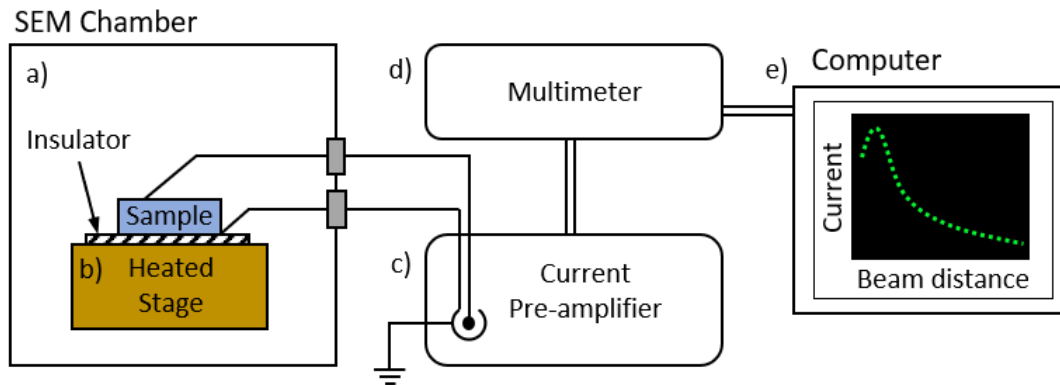 SEM Chamber
a)
Insulator
Sample
b) Heated
Stage
d)
Multimeter
c)
Current
Pre-amplifier
e) Computer
Current
Beam distance